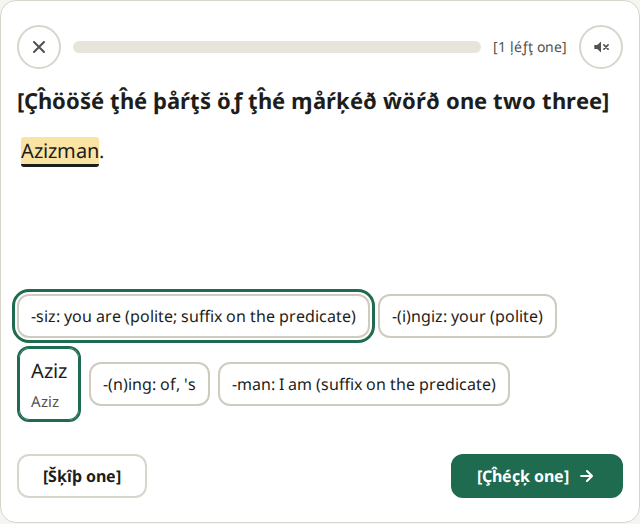 [1 ļéƒţ one]
[Çĥööšé ţĥé þåŕţš öƒ ţĥé ɱåŕķéð ŵöŕð one two three]
Azizman.
-siz: you are (polite; suffix on the predicate)
-(i)ngiz: your (polite)
Aziz
Aziz
-(n)ing: of, 's
-man: I am (suffix on the predicate)
[Šķîþ one]
[Çĥéçķ one] →